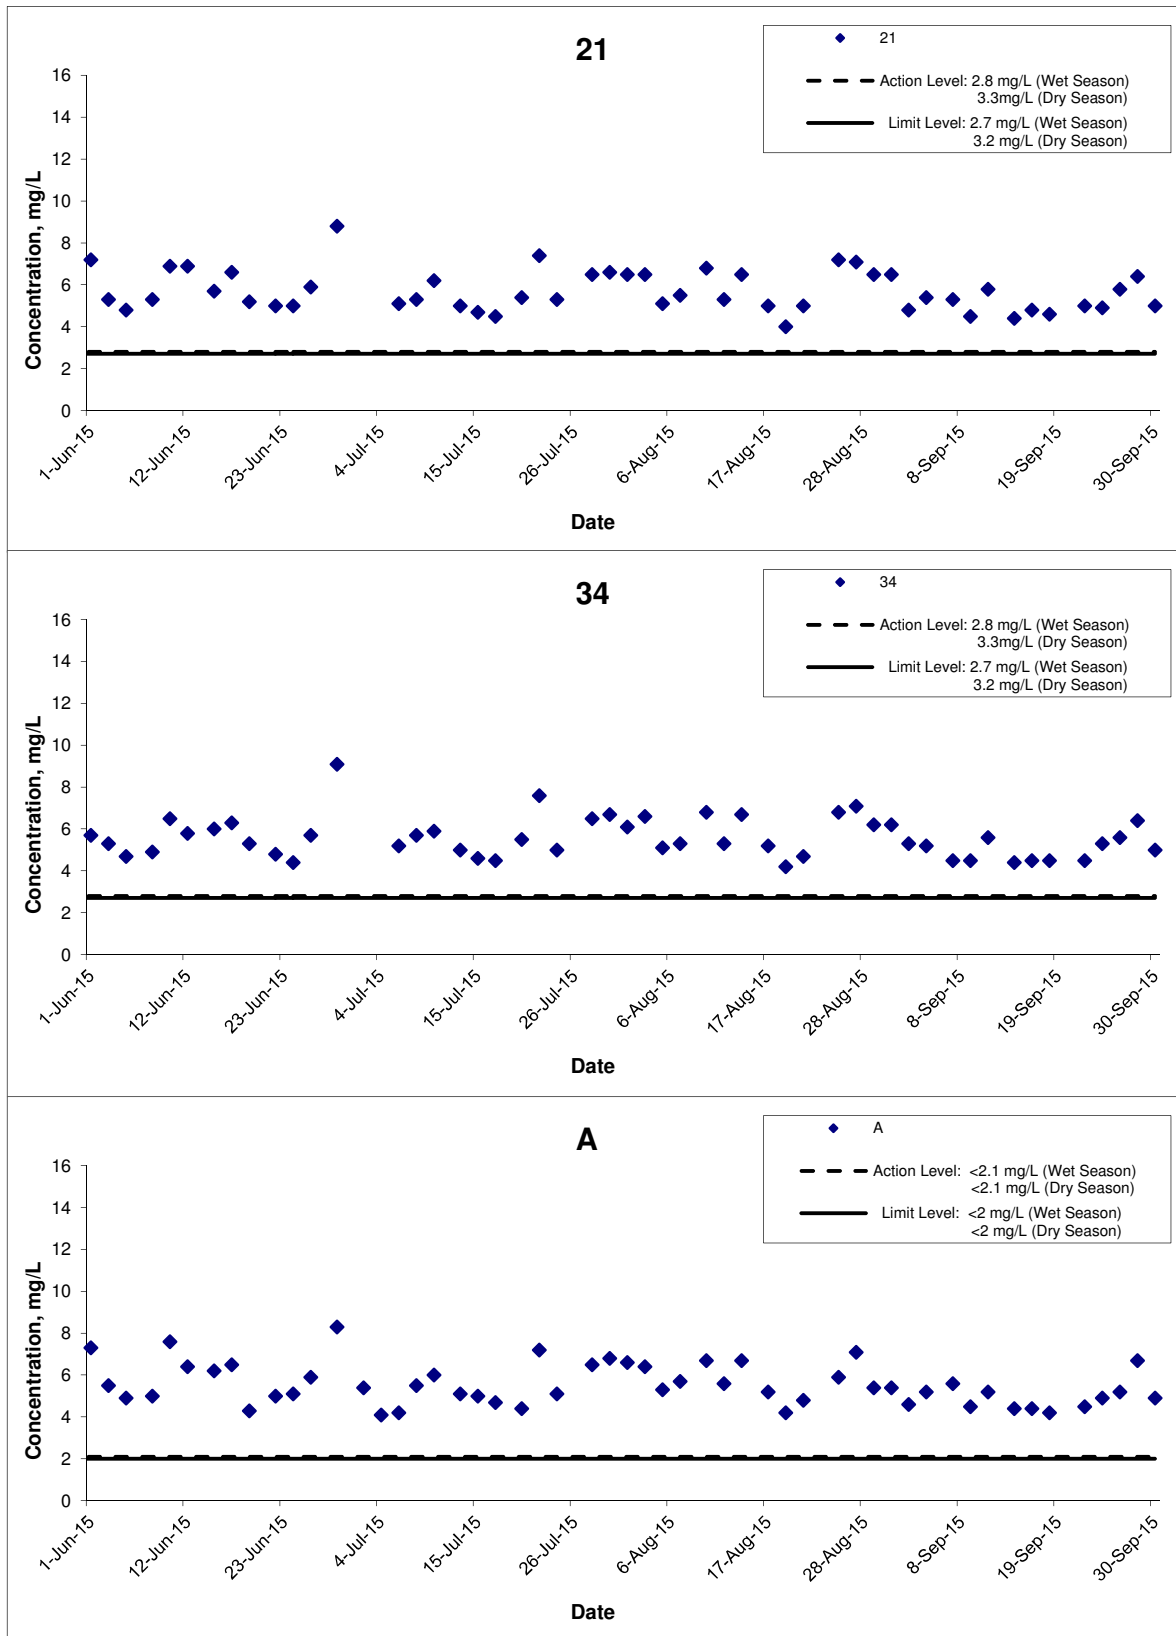 21
21
Action Level: 2.8 mg/L (Wet Season)
3.3mg/L (Dry Season)
Limit Level: 2.7 mg/L (Wet Season)
3.2 mg/L (Dry Season)
Concentration, mg/L
16
14
12
10
8
6
4
2
0
1-Jun-15
12-Jun-15
23-Jun-15
4-Jul-15
15-Jul-15
26-Jul-15
6-Aug-15
17-Aug-15
28-Aug-15
8-Sep-15
19-Sep-15
30-Sep-15
Date
34
34
Action Level: 2.8 mg/L (Wet Season)
3.3mg/L (Dry Season)
Limit Level: 2.7 mg/L (Wet Season)
3.2 mg/L (Dry Season)
Concentration, mg/L
16
14
12
10
8
6
4
2
0
1-Jun-15
12-Jun-15
23-Jun-15
4-Jul-15
15-Jul-15
26-Jul-15
6-Aug-15
17-Aug-15
28-Aug-15
8-Sep-15
19-Sep-15
30-Sep-15
Date
A
A
Action Level: <2.1 mg/L (Wet Season)
<2.1 mg/L (Dry Season)
Limit Level: <2 mg/L (Wet Season)
<2 mg/L (Dry Season)
Concentration, mg/L
16
14
12
10
8
6
4
2
0
1-Jun-15
12-Jun-15
23-Jun-15
4-Jul-15
15-Jul-15
26-Jul-15
6-Aug-15
17-Aug-15
28-Aug-15
8-Sep-15
19-Sep-15
30-Sep-15
Date